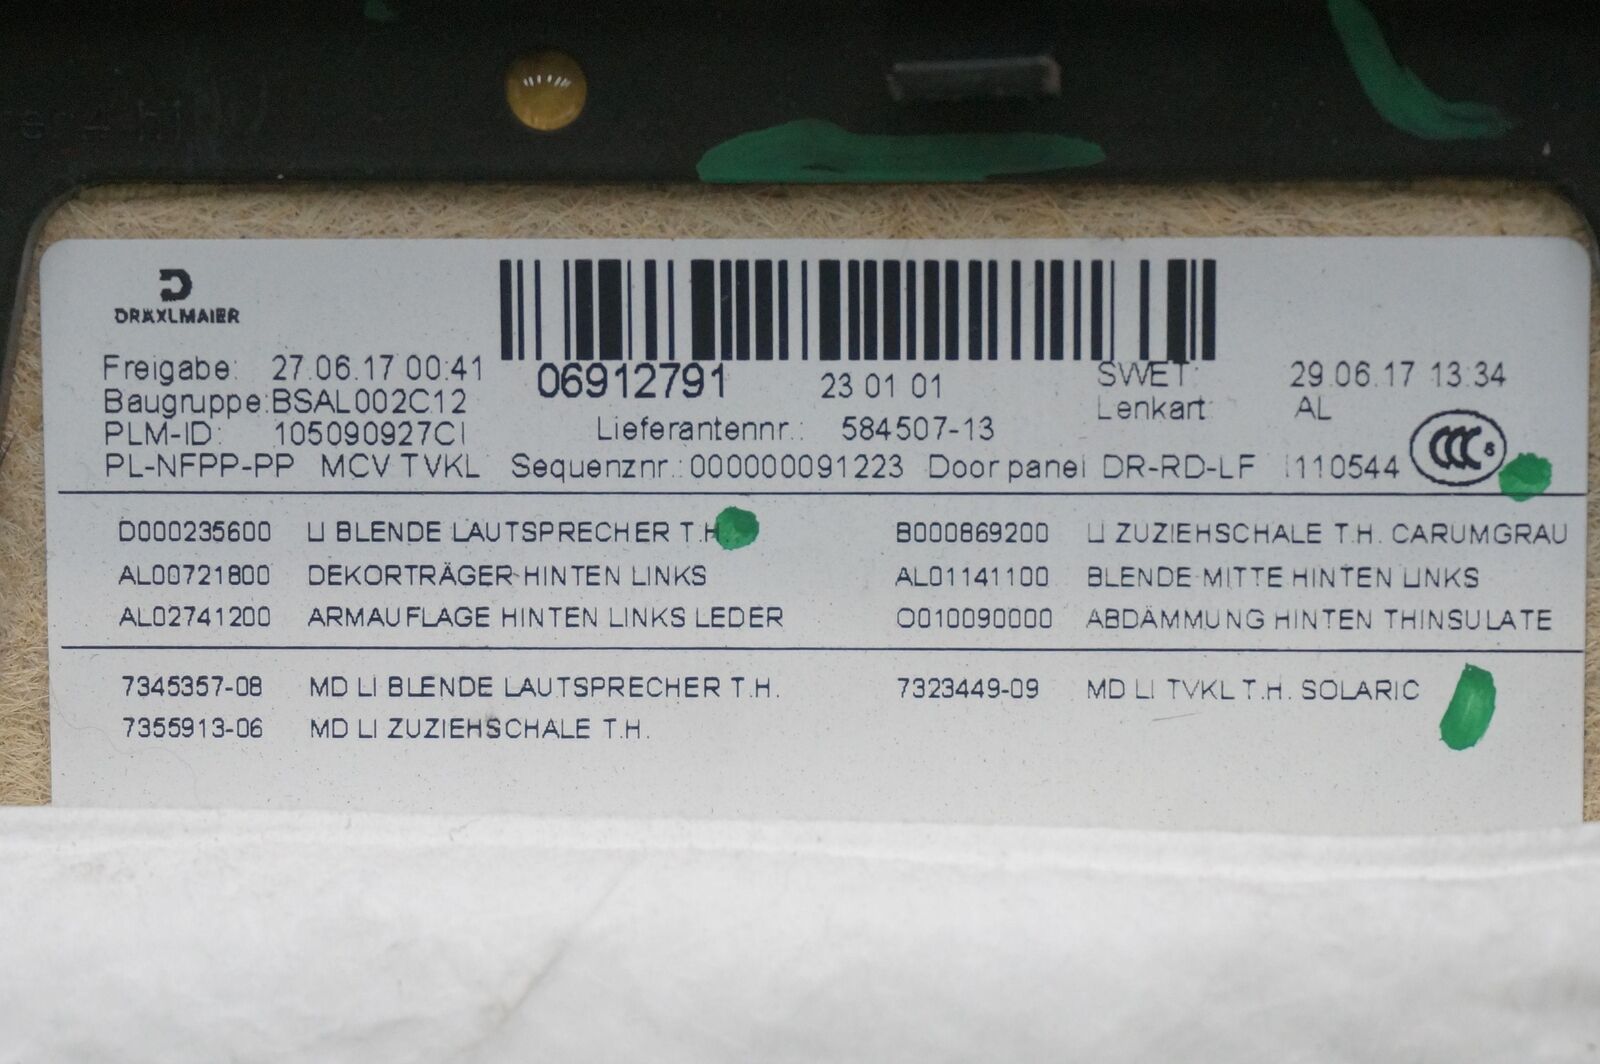 DRÄXLMAIER
Freigabe: 27.06.17 00:41
06912791
23 01 01
SWET: 29.06.17 13:34
Baugruppe: BSAL002C12
Lenkart: AL
PLM-ID: 105090927CI
Lieferantennr.: 584507-13
PL-NFPP-PP MCV TVKL Sequenznr.: 000000091223 Door panel DR-RD-LF I110544
CCC S
D000235600 LI BLENDE LAUTSPRECHER T.H B000869200 LI ZUZIEHSCHALE T.H. CARUMGRAU
AL00721800 DEKORTRÄGER HINTEN LINKS AL01141100 BLENDE MITTE HINTEN LINKS
AL02741200 ARMAUFLAGE HINTEN LINKS LEDER O010090000 ABDÄMMUNG HINTEN THINSULATE
7345357-08 MD LI BLENDE LAUTSPRECHER T.H. 7323449-09 MD LI TVKL T.H. SOLARIC
7355913-06 MD LI ZUZIEHSCHALE T.H.